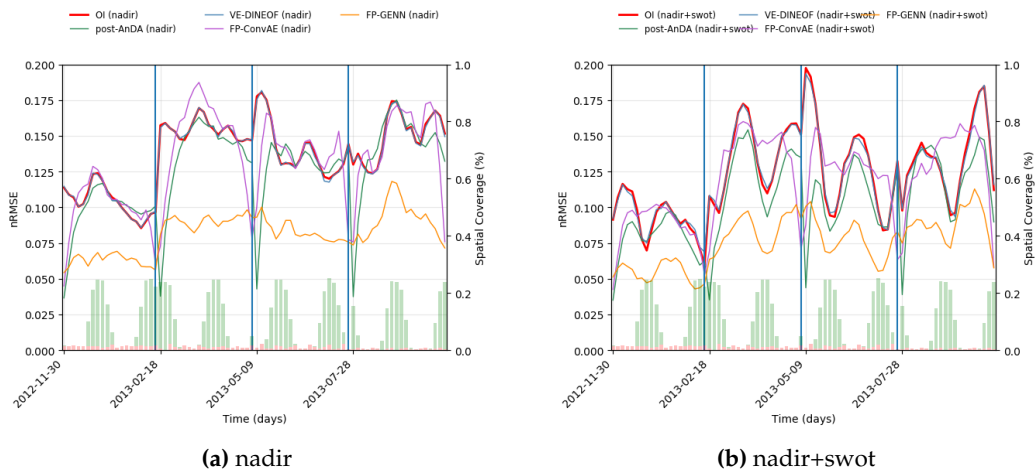 OI (nadir) VE-DINEOF (nadir) FP-GENN (nadir)
post-AnDA (nadir) FP-ConvAE (nadir)
0.200 0.175 0.150 0.125 0.100 0.075 0.050 0.025 0.000
nRMSE
1.0 0.8 0.6 0.4 0.2 0.0
Spatial Coverage (%)
2012-11-30 2013-02-18 2013-05-09 2013-07-28
Time (days)
(a) nadir
OI (nadir+swot) VE-DINEOF (nadir+swot) FP-GENN (nadir+swot)
post-AnDA (nadir+swot) FP-ConvAE (nadir+swot)
0.200 0.175 0.150 0.125 0.100 0.075 0.050 0.025 0.000
nRMSE
1.0 0.8 0.6 0.4 0.2 0.0
Spatial Coverage (%)
2012-11-30 2013-02-18 2013-05-09 2013-07-28
Time (days)
(b) nadir+swot